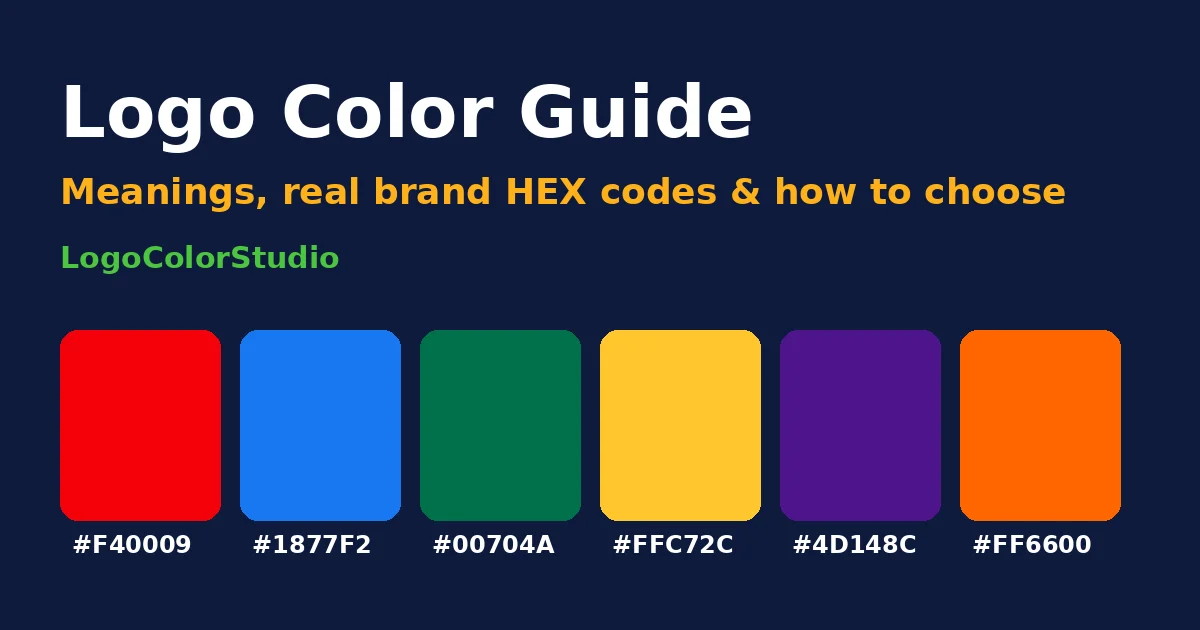 Logo Color Guide
Meanings, real brand HEX codes & how to choose
LogoColorStudio
#F40009 #1877F2 #00704A #FFC72C #4D148C #FF6600